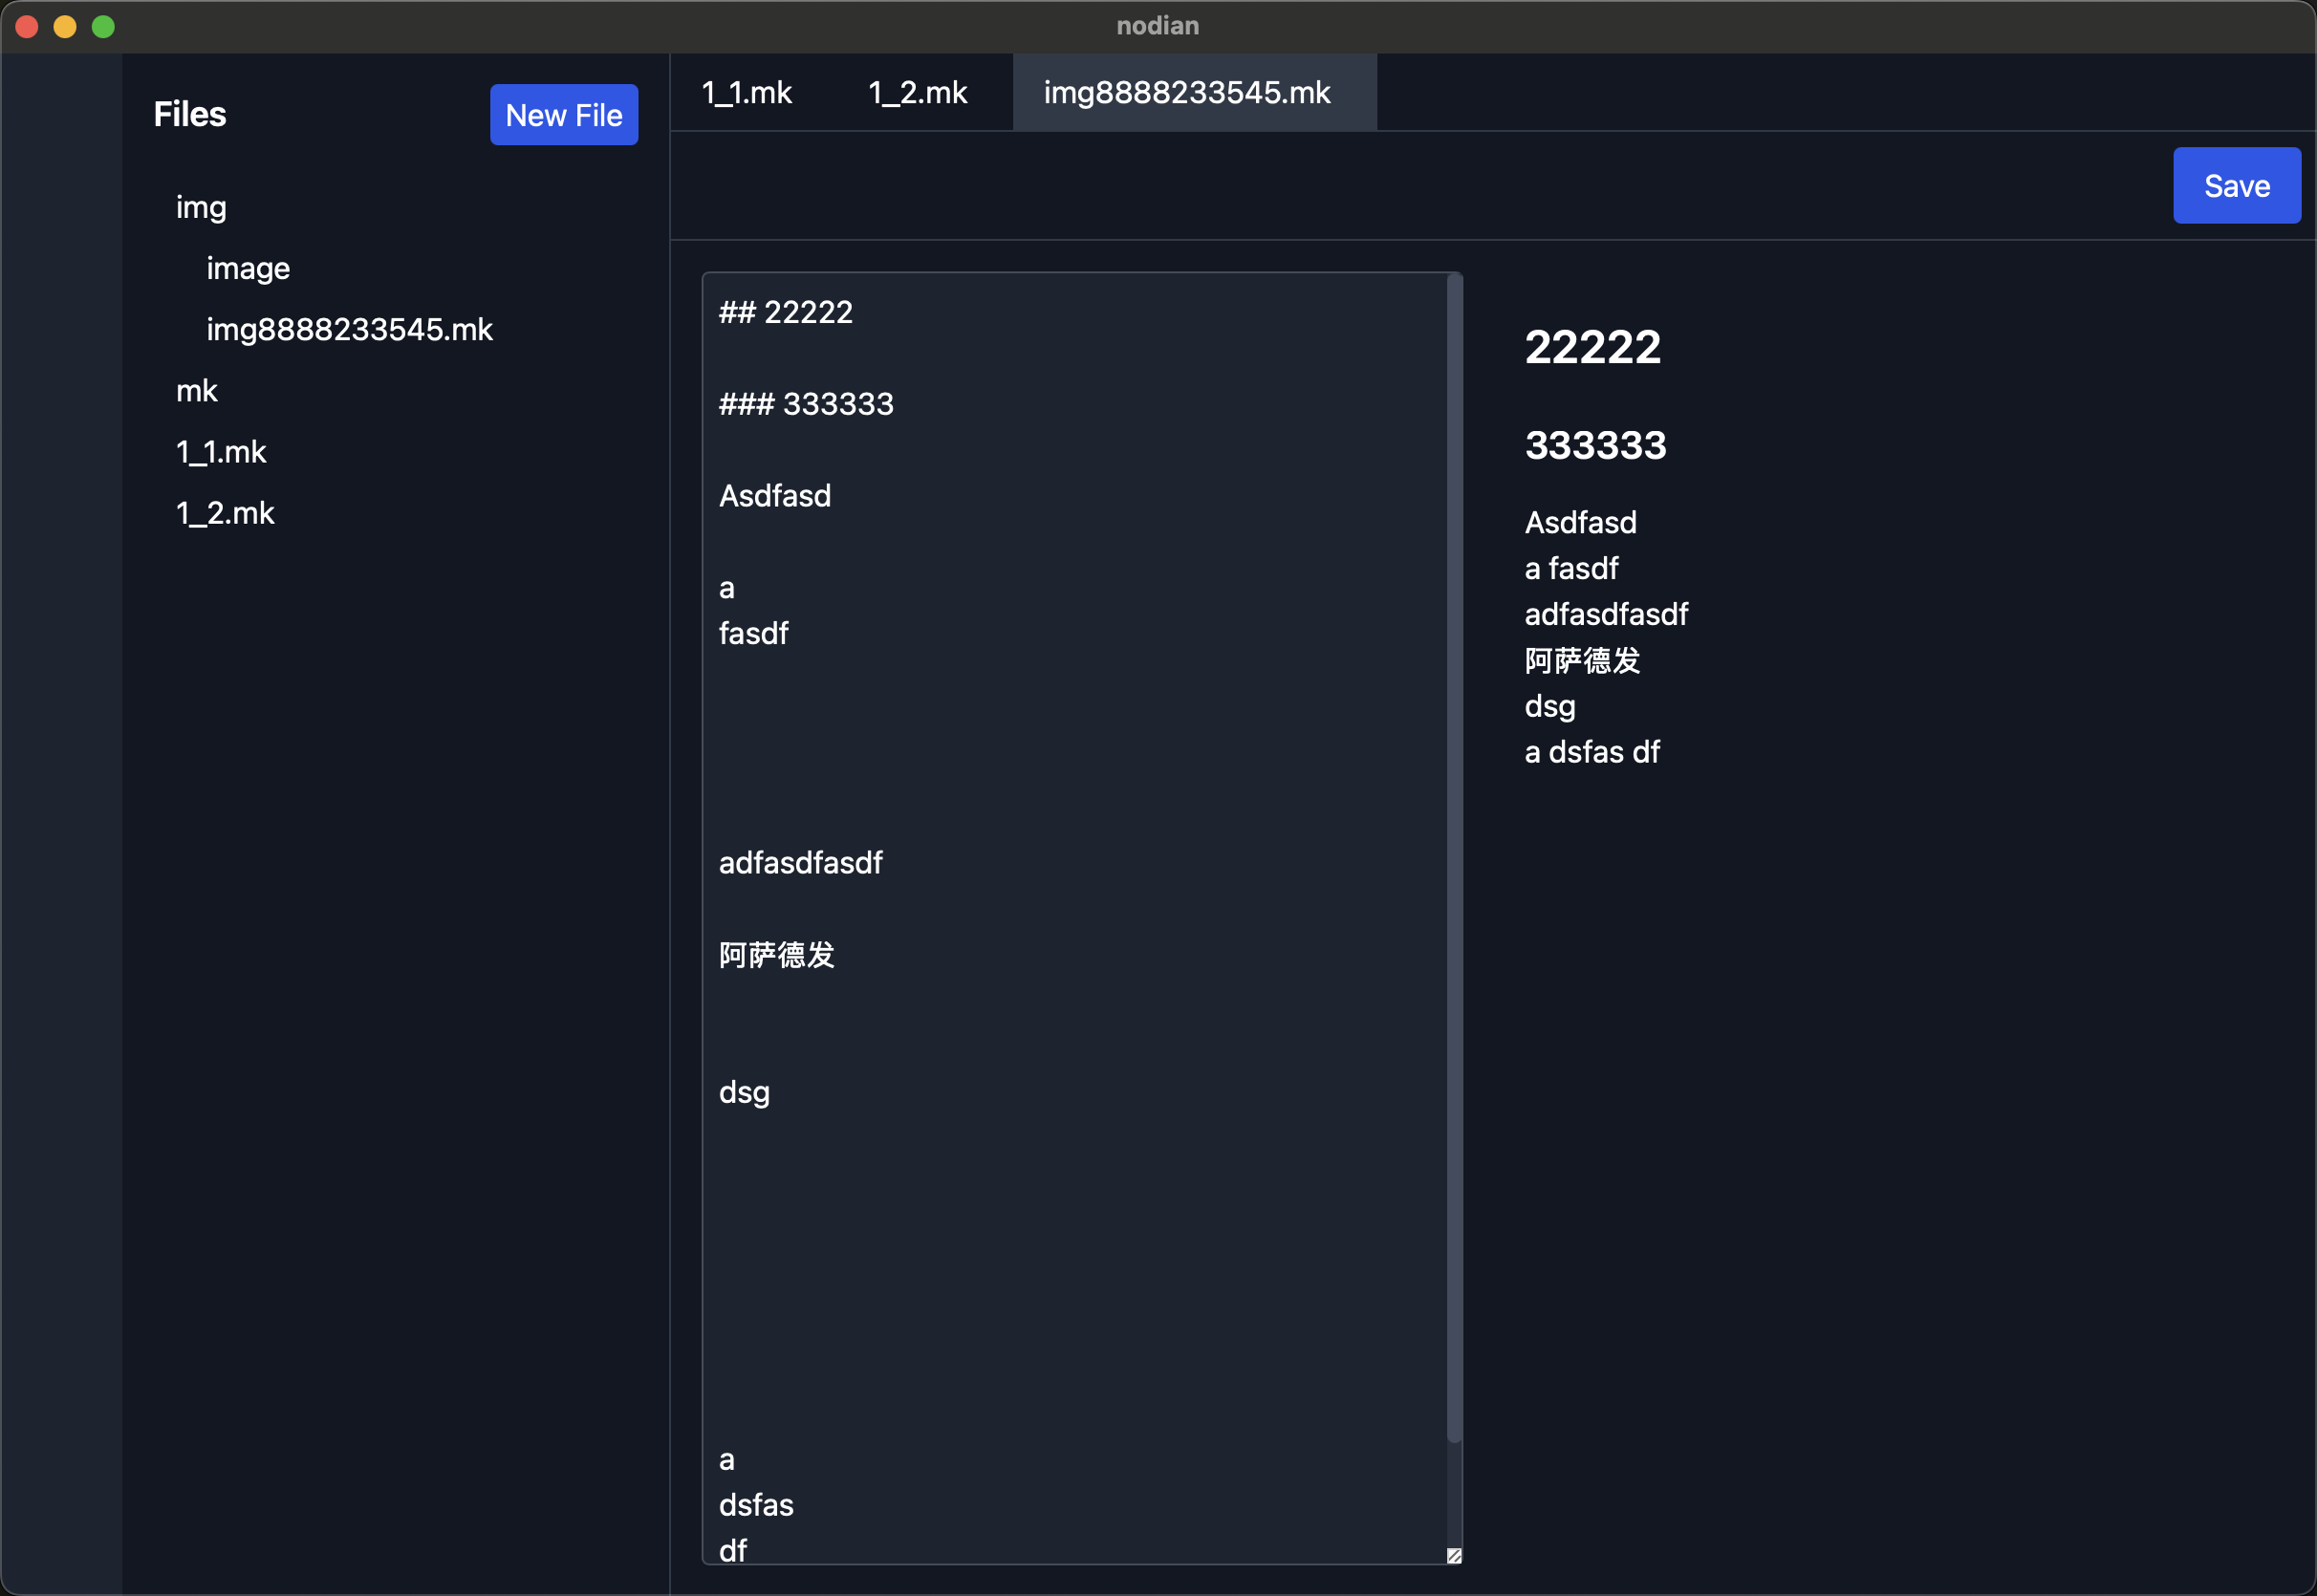 nodian
Files
New File
img
image
img8888233545.mk
mk
1_1.mk
1_2.mk
1_1.mk
1_2.mk
img8888233545.mk
Save
## 22222
### 333333
Asdfasd
a
fasdf
adfasdfasdf
阿萨德发
dsg
a
dsfas
df
22222
333333
Asdfasd
a fasdf
adfasdfasdf
阿萨德发
dsg
a dsfas df